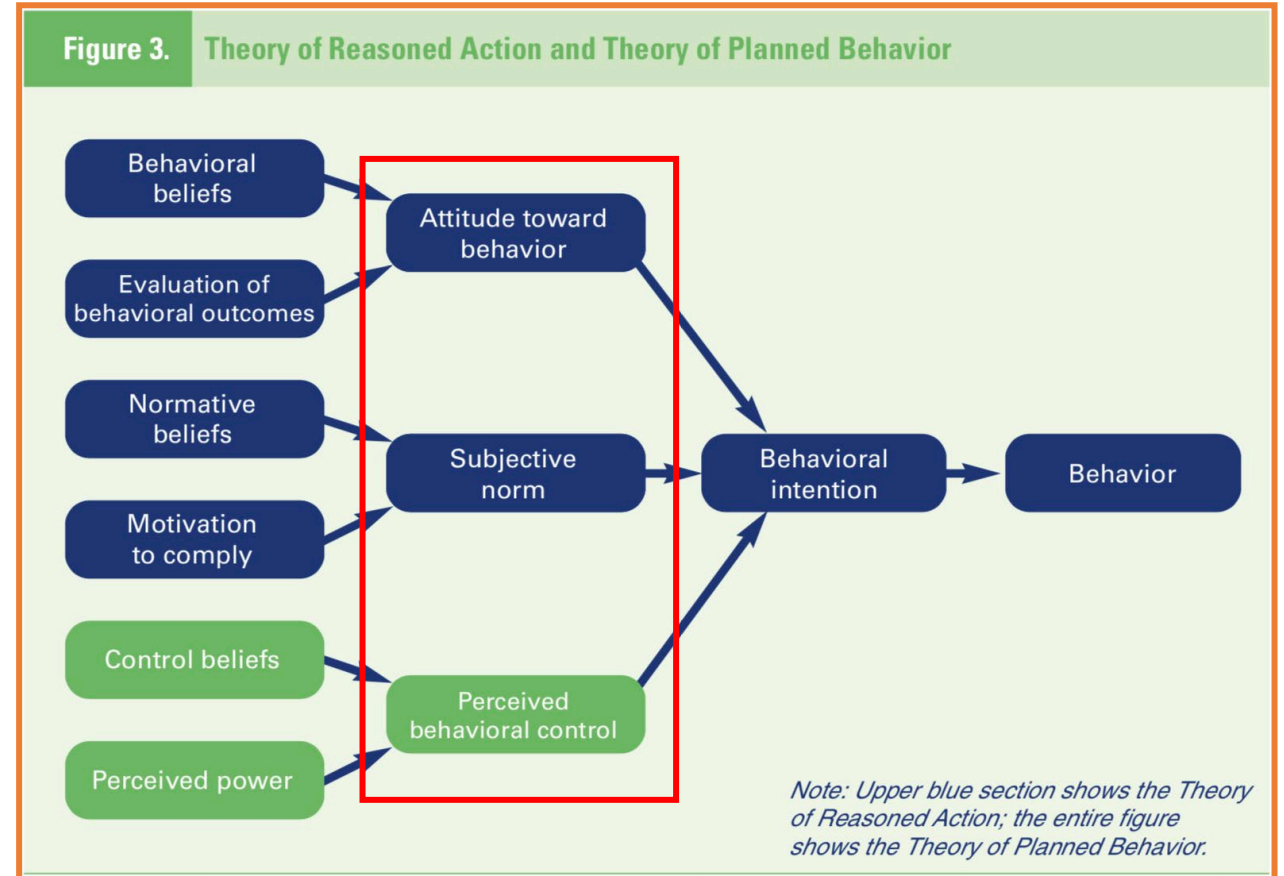 Figure 3.
Theory of Reasoned Action and Theory of Planned Behavior
Behavioral
beliefs
Evaluation of
behavioral outcomes
Normative
beliefs
Motivation
to comply
Control beliefs
Perceived power
Attitude toward
behavior
Subjective
norm
Perceived
behavioral control
Behavioral
intention
Behavior
Note: Upper blue section shows the Theory
of Reasoned Action; the entire figure
shows the Theory of Planned Behavior.